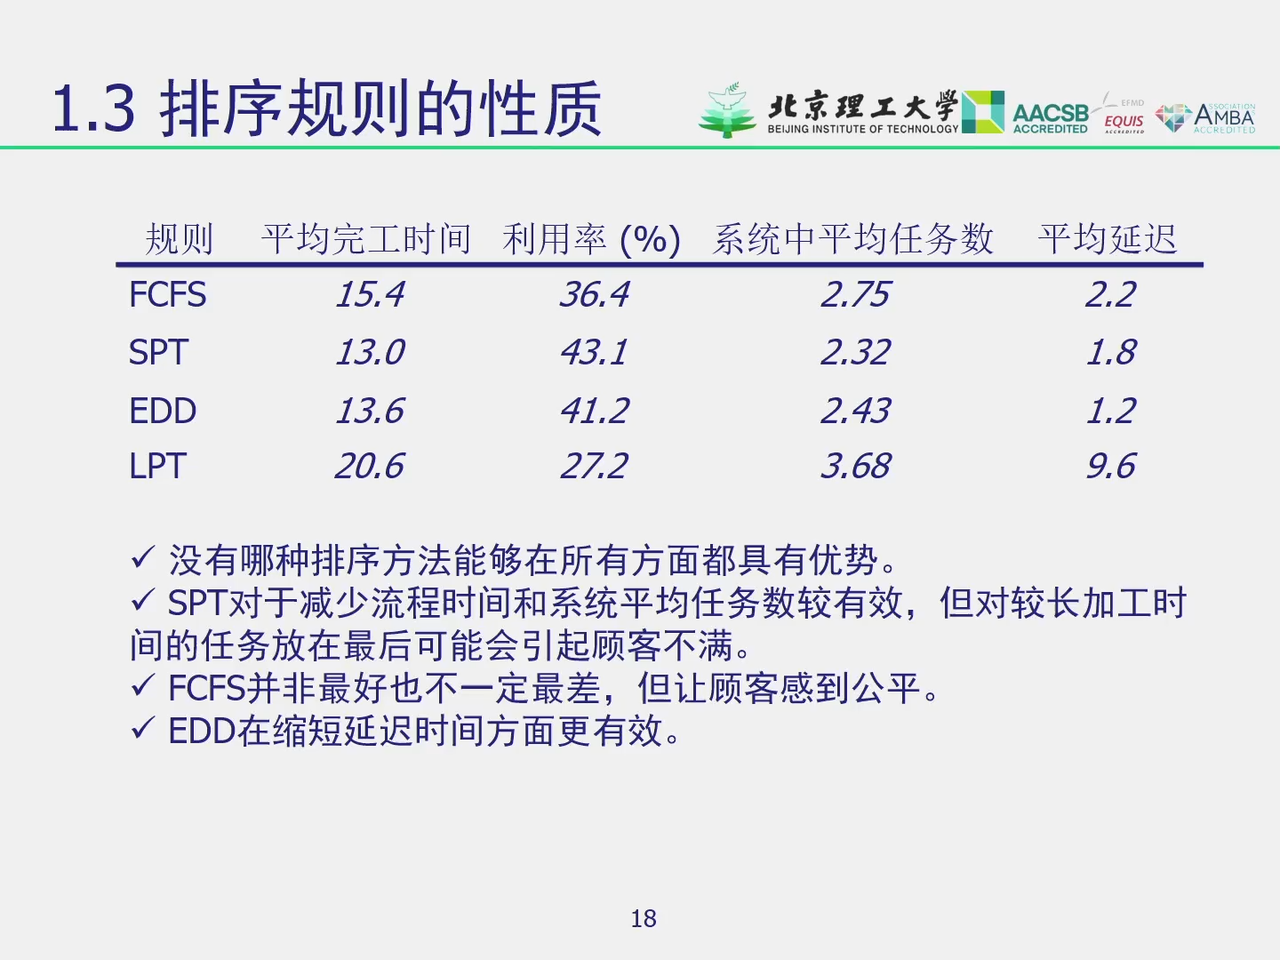 1.3 排序规则的性质
北京理工大学
BEIJING INSTITUTE OF TECHNOLOGY
AACSB
ACCREDITED
EFMD
EQUIS
ACCREDITED
ASSOCIATION
AMBA
ACCREDITED
规则 平均完工时间 利用率 (%) 系统中平均任务数 平均延迟
FCFS 15.4 36.4 2.75 2.2
SPT 13.0 43.1 2.32 1.8
EDD 13.6 41.2 2.43 1.2
LPT 20.6 27.2 3.68 9.6
✓ 没有哪种排序方法能够在所有方面都具有优势。
✓ SPT对于减少流程时间和系统平均任务数较有效，但对较长加工时
间的任务放在最后可能会引起顾客不满。
✓ FCFS并非最好也不一定最差，但让顾客感到公平。
✓ EDD在缩短延迟时间方面更有效。
18